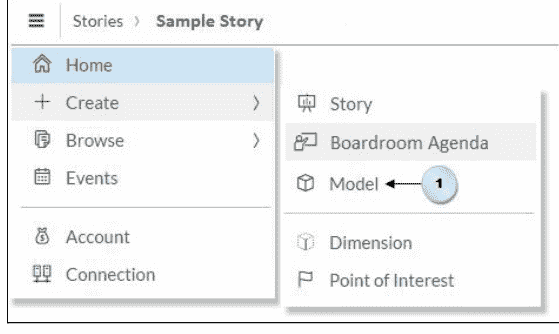 Stories > Sample Story
Home
Create >
Browse >
Events
Account
Connection
Story
Boardroom Agenda
Model 1
Dimension
Point of Interest